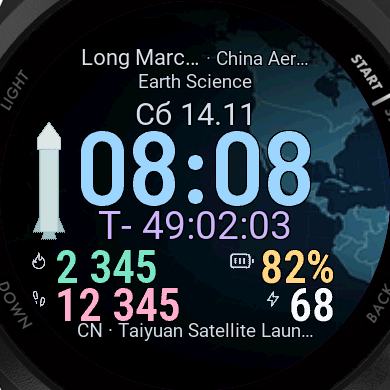 Long Marc… · China Aer…
Earth Science
LIGHT
START
Сб 14.11
08:08
T- 49:02:03
2 345
82%
12 345
68
DOWN
BACK
CN · Taiyuan Satellite Laun…